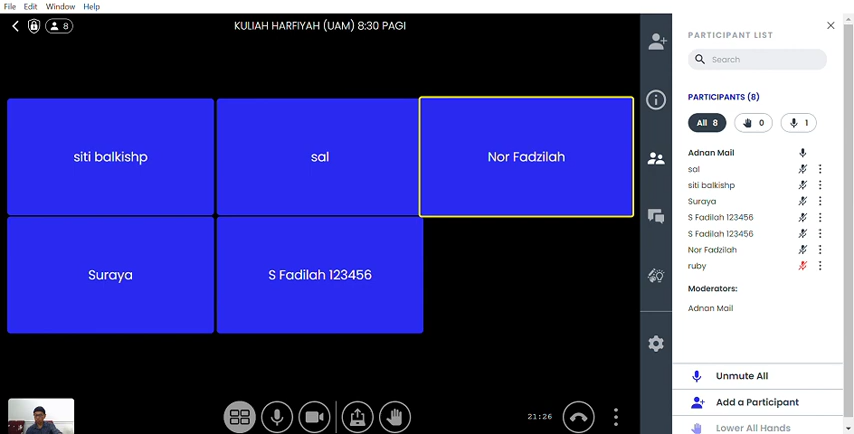 File Edit Window Help
8
KULIAH HARFIYAH (UAM) 8:30 PAGI
siti balkishp
sal
Nor Fadzilah
Suraya
S Fadilah 123456
21:26
PARTICIPANT LIST
Search
PARTICIPANTS (8)
All 8
0
1
Adnan Mail
sal
siti balkishp
Suraya
S Fadilah 123456
S Fadilah 123456
Nor Fadzilah
ruby
Moderators:
Adnan Mail
Unmute All
Add a Participant
Lower All Hands